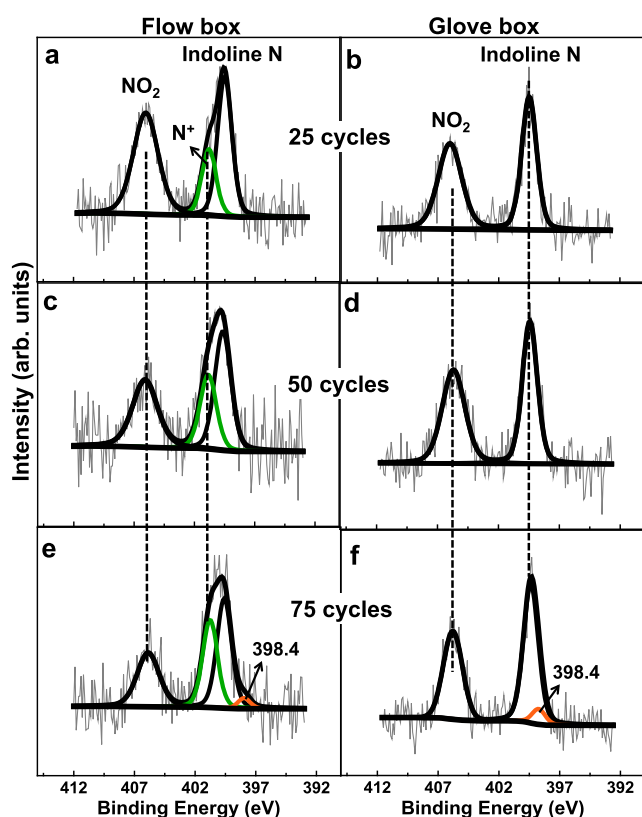 Flow box
Glove box
a
Indoline N
NO₂
N⁺
b
Indoline N
NO₂
25 cycles
c
d
50 cycles
e
f
75 cycles
398.4
398.4
Intensity (arb. units)
412 407 402 397 392
412 407 402 397 392
Binding Energy (eV)
Binding Energy (eV)